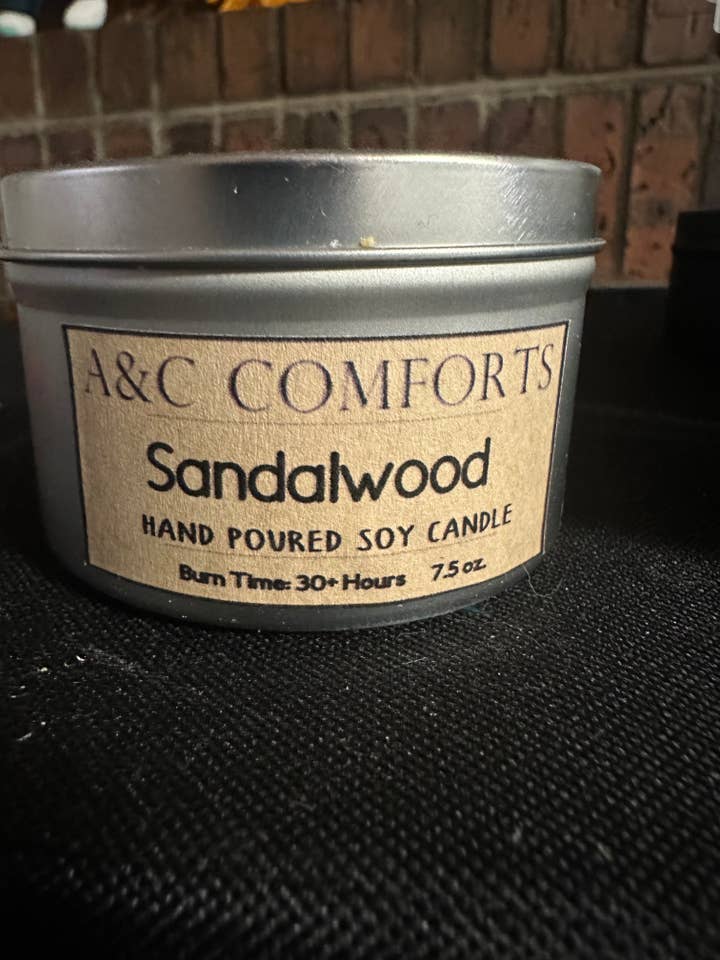 A&C COMFORTS
Sandalwood
HAND POURED SOY CANDLE
Burn Time: 30+ Hours 7.5 oz.